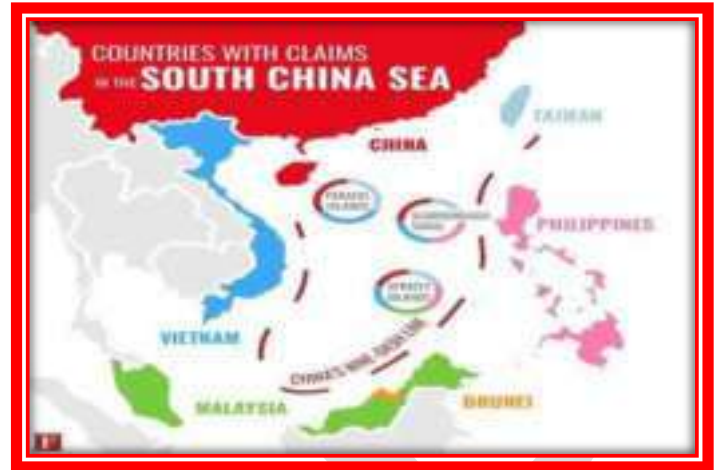 COUNTRIES WITH CLAIMS
IN THE SOUTH CHINA SEA
TAIWAN
CHINA
PARACEL
ISLANDS
SCARBOROUGH
SHOAL
PHILIPPINES
SPRATLY
ISLANDS
VIETNAM
CHINA'S NINE-DASH LINE
MALAYSIA
BRUNEI